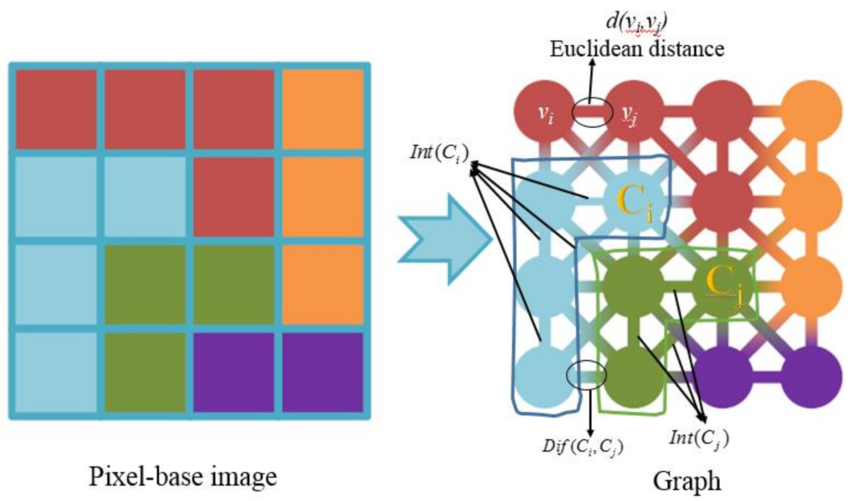 d(vᵢ,vⱼ)
Euclidean distance
vᵢ
vⱼ
Int(Cᵢ)
Cᵢ
Cⱼ
Dif(Cᵢ,Cⱼ)
Int(Cⱼ)
Pixel-base image
Graph